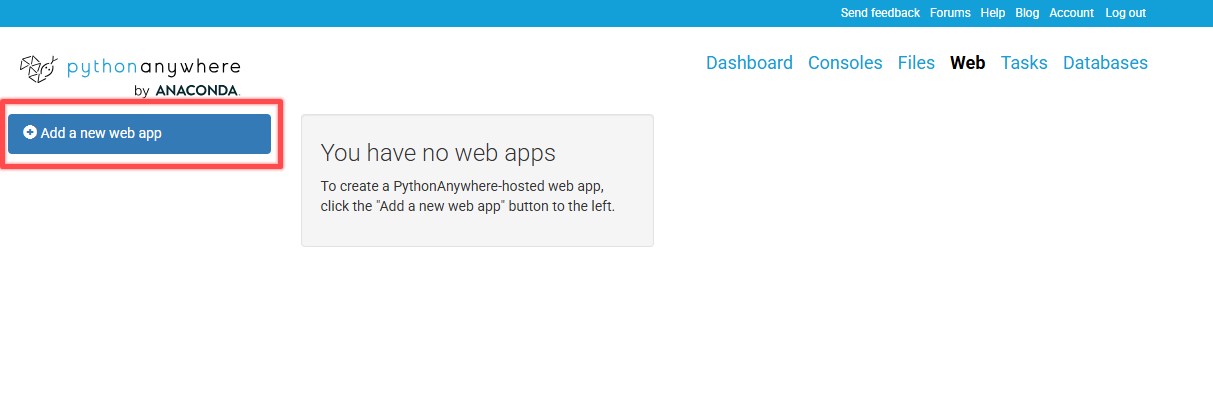 Send feedback Forums Help Blog Account Log out
pythonanywhere
by ANACONDA.
Dashboard Consoles Files Web Tasks Databases
Add a new web app
You have no web apps
To create a PythonAnywhere-hosted web app,
click the "Add a new web app" button to the left.